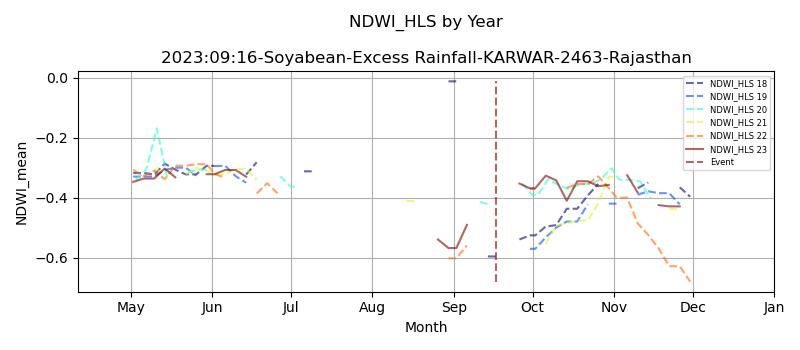 NDWI_HLS by Year
2023:09:16-Soyabean-Excess Rainfall-KARWAR-2463-Rajasthan
NDWI_mean
0.0
−0.2
−0.4
−0.6
NDWI_HLS 18
NDWI_HLS 19
NDWI_HLS 20
NDWI_HLS 21
NDWI_HLS 22
NDWI_HLS 23
Event
May Jun Jul Aug Sep Oct Nov Dec Jan
Month